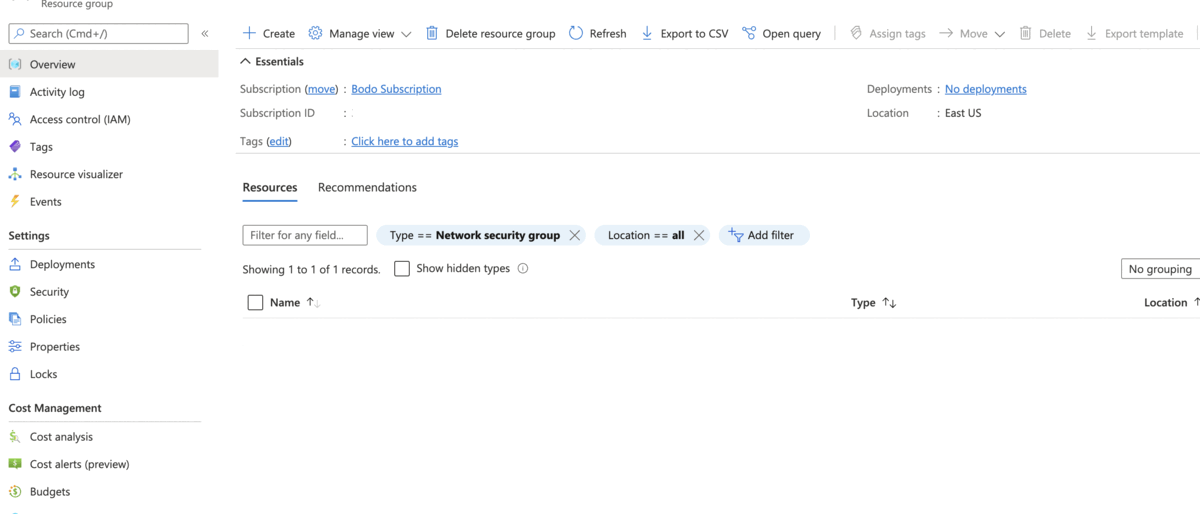 Resource group
Search (Cmd+/)
«
Create
Manage view
Delete resource group
Refresh
Export to CSV
Open query
Assign tags
Move
Delete
Export template
Overview
Activity log
Access control (IAM)
Tags
Resource visualizer
Events
Settings
Deployments
Security
Policies
Properties
Locks
Cost Management
Cost analysis
Cost alerts (preview)
Budgets
Essentials
Subscription (move) : Bodo Subscription
Subscription ID :
Tags (edit) : Click here to add tags
Deployments : No deployments
Location : East US
Resources
Recommendations
Filter for any field...
Type == Network security group
Location == all
Add filter
Showing 1 to 1 of 1 records.
Show hidden types
No grouping
Name ↑↓
Type ↑↓
Location ↑